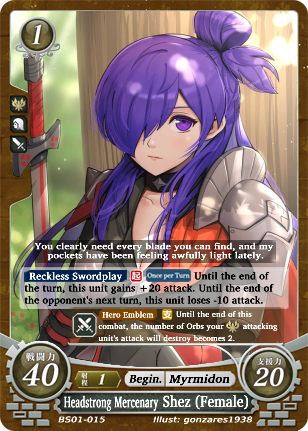 1
You clearly need every blade you can find, and my
pockets have been feeling awfully light lately.
Reckless Swordplay Once per Turn Until the end of
the turn, this unit gains +20 attack. Until the end of
the opponent's next turn, this unit loses -10 attack.
Hero Emblem 支 Until the end of this
combat, the number of Orbs your attacking
unit's attack will destroy becomes 2.
戦闘力
40
射程 1
Begin. Myrmidon
支援力
20
Headstrong Mercenary Shez (Female)
BS01-015 Illust: gonzares1938